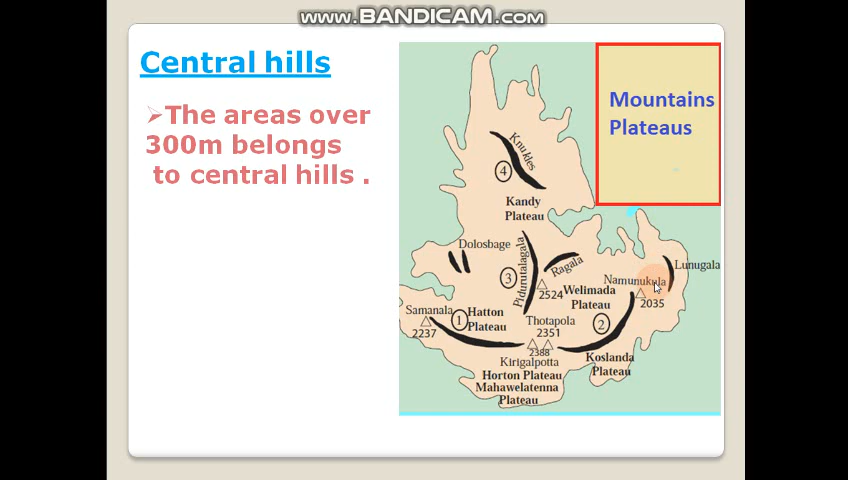 WWW.BANDICAM.COM
Central hills
➢The areas over
300m belongs
to central hills .
Mountains
Plateaus
Knukles
4
Kandy
Plateau
Dolosbage
Pidurutalagala
3
Ragala
2524
Lunugala
Namunukula
2035
Welimada
Plateau
Samanala
2237
1
Hatton
Plateau
Thotapola
2351
2
2388
Kirigalpotta
Koslanda
Plateau
Horton Plateau
Mahawelatenna
Plateau